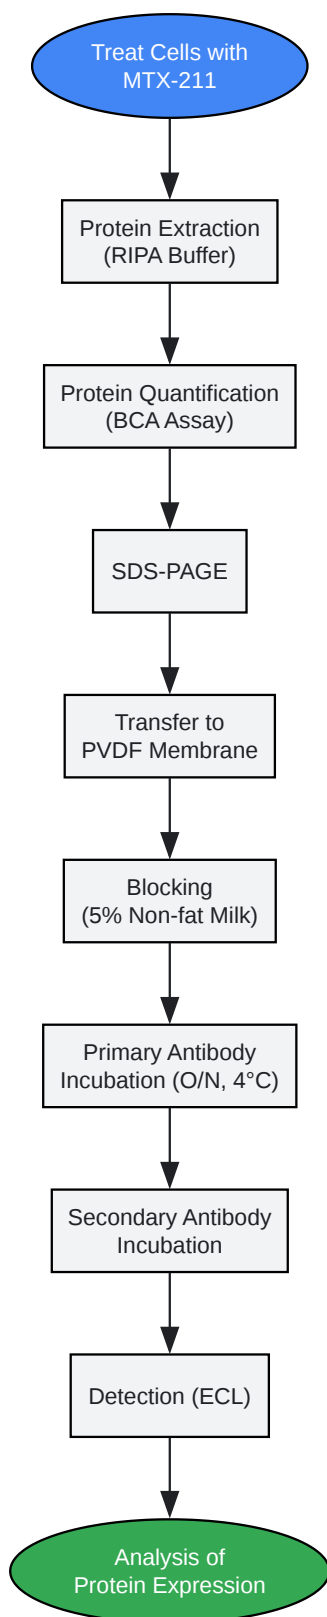 Treat Cells with
MTX-211
Protein Extraction
(RIPA Buffer)
Protein Quantification
(BCA Assay)
SDS-PAGE
Transfer to
PVDF Membrane
Blocking
(5% Non-fat Milk)
Primary Antibody
Incubation (O/N, 4°C)
Secondary Antibody
Incubation
Detection (ECL)
Analysis of
Protein Expression